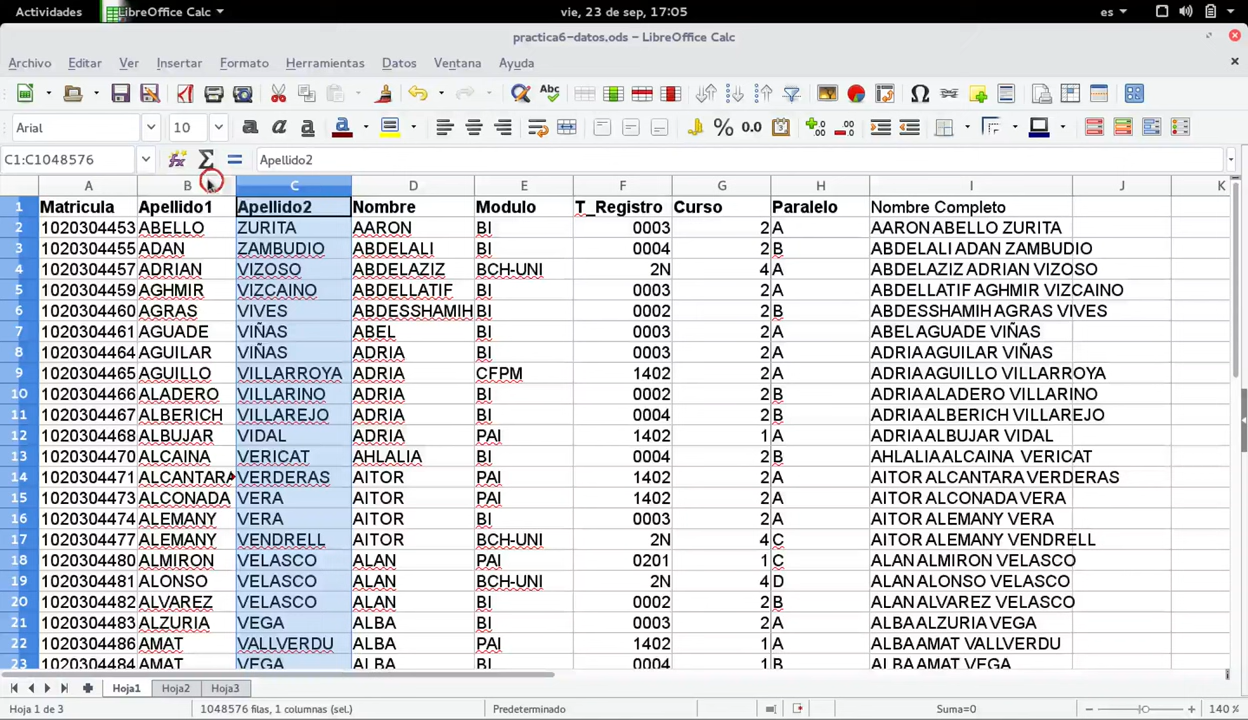 Actividades LibreOffice Calc vie, 23 de sep, 17:05 es
practica6-datos.ods – LibreOffice Calc
Archivo Editar Ver Insertar Formato Herramientas Datos Ventana Ayuda
Arial 10
C1:C1048576 Apellido2
A B C D E F G H I J K
1 Matricula Apellido1 Apellido2 Nombre Modulo T_Registro Curso Paralelo Nombre Completo
2 1020304453 ABELLO ZURITA AARON BI 0003 2 A AARON ABELLO ZURITA
3 1020304455 ADAN ZAMBUDIO ABDELALI BI 0004 2 B ABDELALI ADAN ZAMBUDIO
4 1020304457 ADRIAN VIZOSO ABDELAZIZ BCH-UNI 2N 4 A ABDELAZIZ ADRIAN VIZOSO
5 1020304459 AGHMIR VIZCAINO ABDELLATIF BI 0003 2 A ABDELLATIF AGHMIR VIZCAINO
6 1020304460 AGRAS VIVES ABDESSHAMIH BI 0002 2 B ABDESSHAMIH AGRAS VIVES
7 1020304461 AGUADE VIÑAS ABEL BI 0003 2 A ABEL AGUADE VIÑAS
8 1020304464 AGUILAR VIÑAS ADRIA BI 0003 2 A ADRIA AGUILAR VIÑAS
9 1020304465 AGUILLO VILLARROYA ADRIA CFPM 1402 2 A ADRIA AGUILLO VILLARROYA
10 1020304466 ALADERO VILLARINO ADRIA BI 0002 2 B ADRIA ALADERO VILLARINO
11 1020304467 ALBERICH VILLAREJO ADRIA BI 0004 2 B ADRIA ALBERICH VILLAREJO
12 1020304468 ALBUJAR VIDAL ADRIA PAI 1402 1 A ADRIA ALBUJAR VIDAL
13 1020304470 ALCAINA VERICAT AHLALIA BI 0004 2 B AHLALIA ALCAINA VERICAT
14 1020304471 ALCANTARA VERDERAS AITOR PAI 1402 2 A AITOR ALCANTARA VERDERAS
15 1020304473 ALCONADA VERA AITOR PAI 1402 2 A AITOR ALCONADA VERA
16 1020304474 ALEMANY VERA AITOR BI 0003 2 A AITOR ALEMANY VERA
17 1020304477 ALEMANY VENDRELL AITOR BCH-UNI 2N 4 C AITOR ALEMANY VENDRELL
18 1020304480 ALMIRON VELASCO ALAN PAI 0201 1 C ALAN ALMIRON VELASCO
19 1020304481 ALONSO VELASCO ALAN BCH-UNI 2N 4 D ALAN ALONSO VELASCO
20 1020304482 ALVAREZ VELASCO ALAN BI 0002 2 B ALAN ALVAREZ VELASCO
21 1020304483 ALZURIA VEGA ALBA BI 0003 2 A ALBA ALZURIA VEGA
22 1020304486 AMAT VALLVERDU ALBA PAI 1402 1 A ALBA AMAT VALLVERDU
23 1020304484 AMAT VEGA ALBA BI 0004 1 B ALBA AMAT VEGA
Hoja1 Hoja2 Hoja3
Hoja 1 de 3 1048576 filas, 1 columnas (sel.) Predeterminado Suma=0 140 %